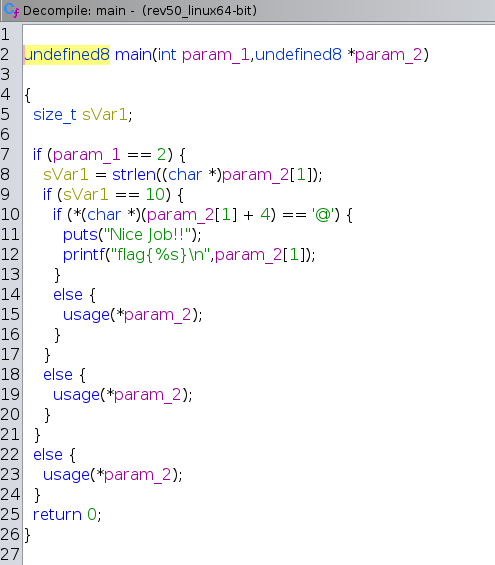 Decompile: main - (rev50_linux64-bit)
1
2 undefined8 main(int param_1,undefined8 *param_2)
3
4 {
5   size_t sVar1;
6
7   if (param_1 == 2) {
8     sVar1 = strlen((char *)param_2[1]);
9     if (sVar1 == 10) {
10       if (*(char *)(param_2[1] + 4) == '@') {
11         puts("Nice Job!!");
12         printf("flag{%s}\n",param_2[1]);
13       }
14       else {
15         usage(*param_2);
16       }
17     }
18     else {
19       usage(*param_2);
20     }
21   }
22   else {
23     usage(*param_2);
24   }
25   return 0;
26 }
27